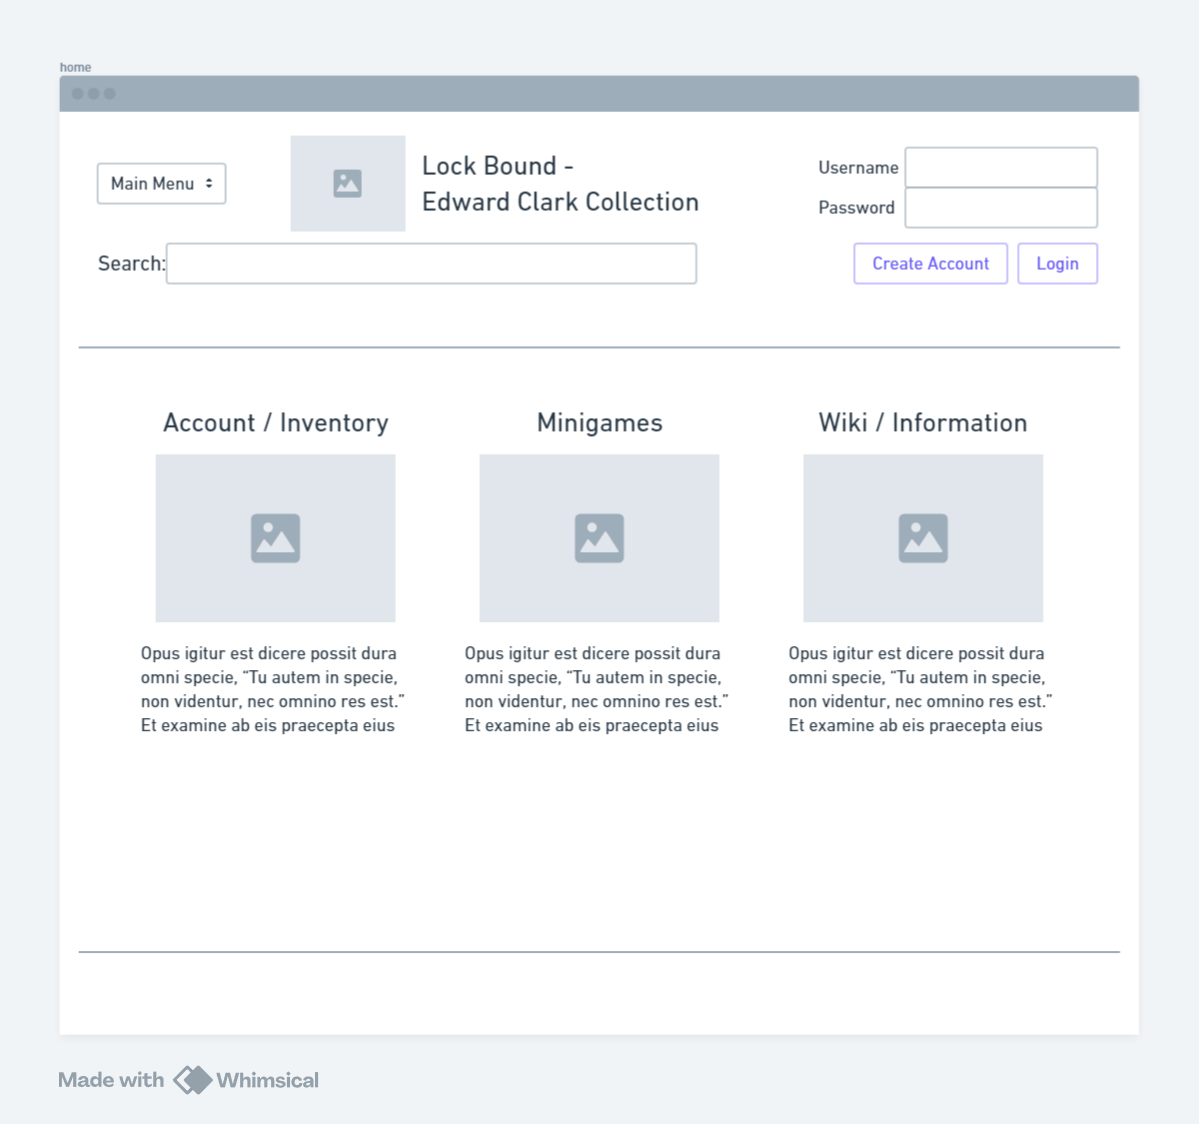 home
Main Menu
Lock Bound -
Edward Clark Collection
Username
Password
Search:
Create Account
Login
Account / Inventory
Minigames
Wiki / Information
Opus igitur est dicere possit dura
omni specie, “Tu autem in specie,
non videntur, nec omnino res est.”
Et examine ab eis praecepta eius
Opus igitur est dicere possit dura
omni specie, “Tu autem in specie,
non videntur, nec omnino res est.”
Et examine ab eis praecepta eius
Opus igitur est dicere possit dura
omni specie, “Tu autem in specie,
non videntur, nec omnino res est.”
Et examine ab eis praecepta eius
Made with Whimsical